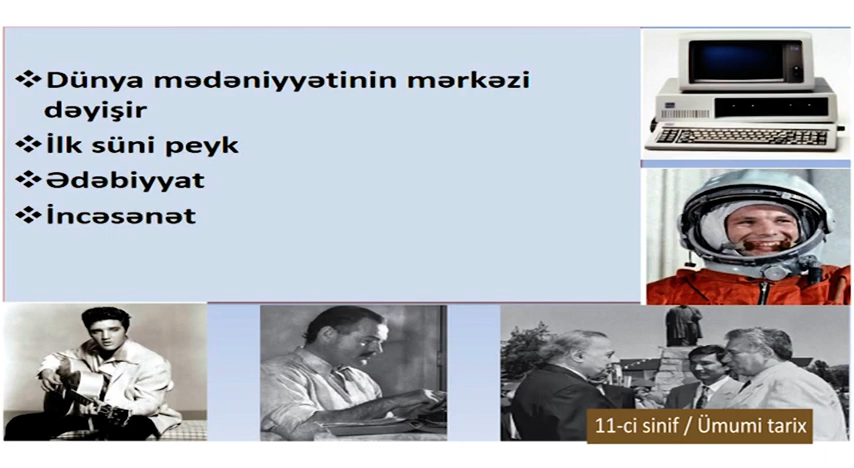 ❖Dünya mədəniyyətinin mərkəzi
dəyişir
❖İlk süni peyk
❖Ədəbiyyat
❖İncəsənət
11-ci sinif / Ümumi tarix